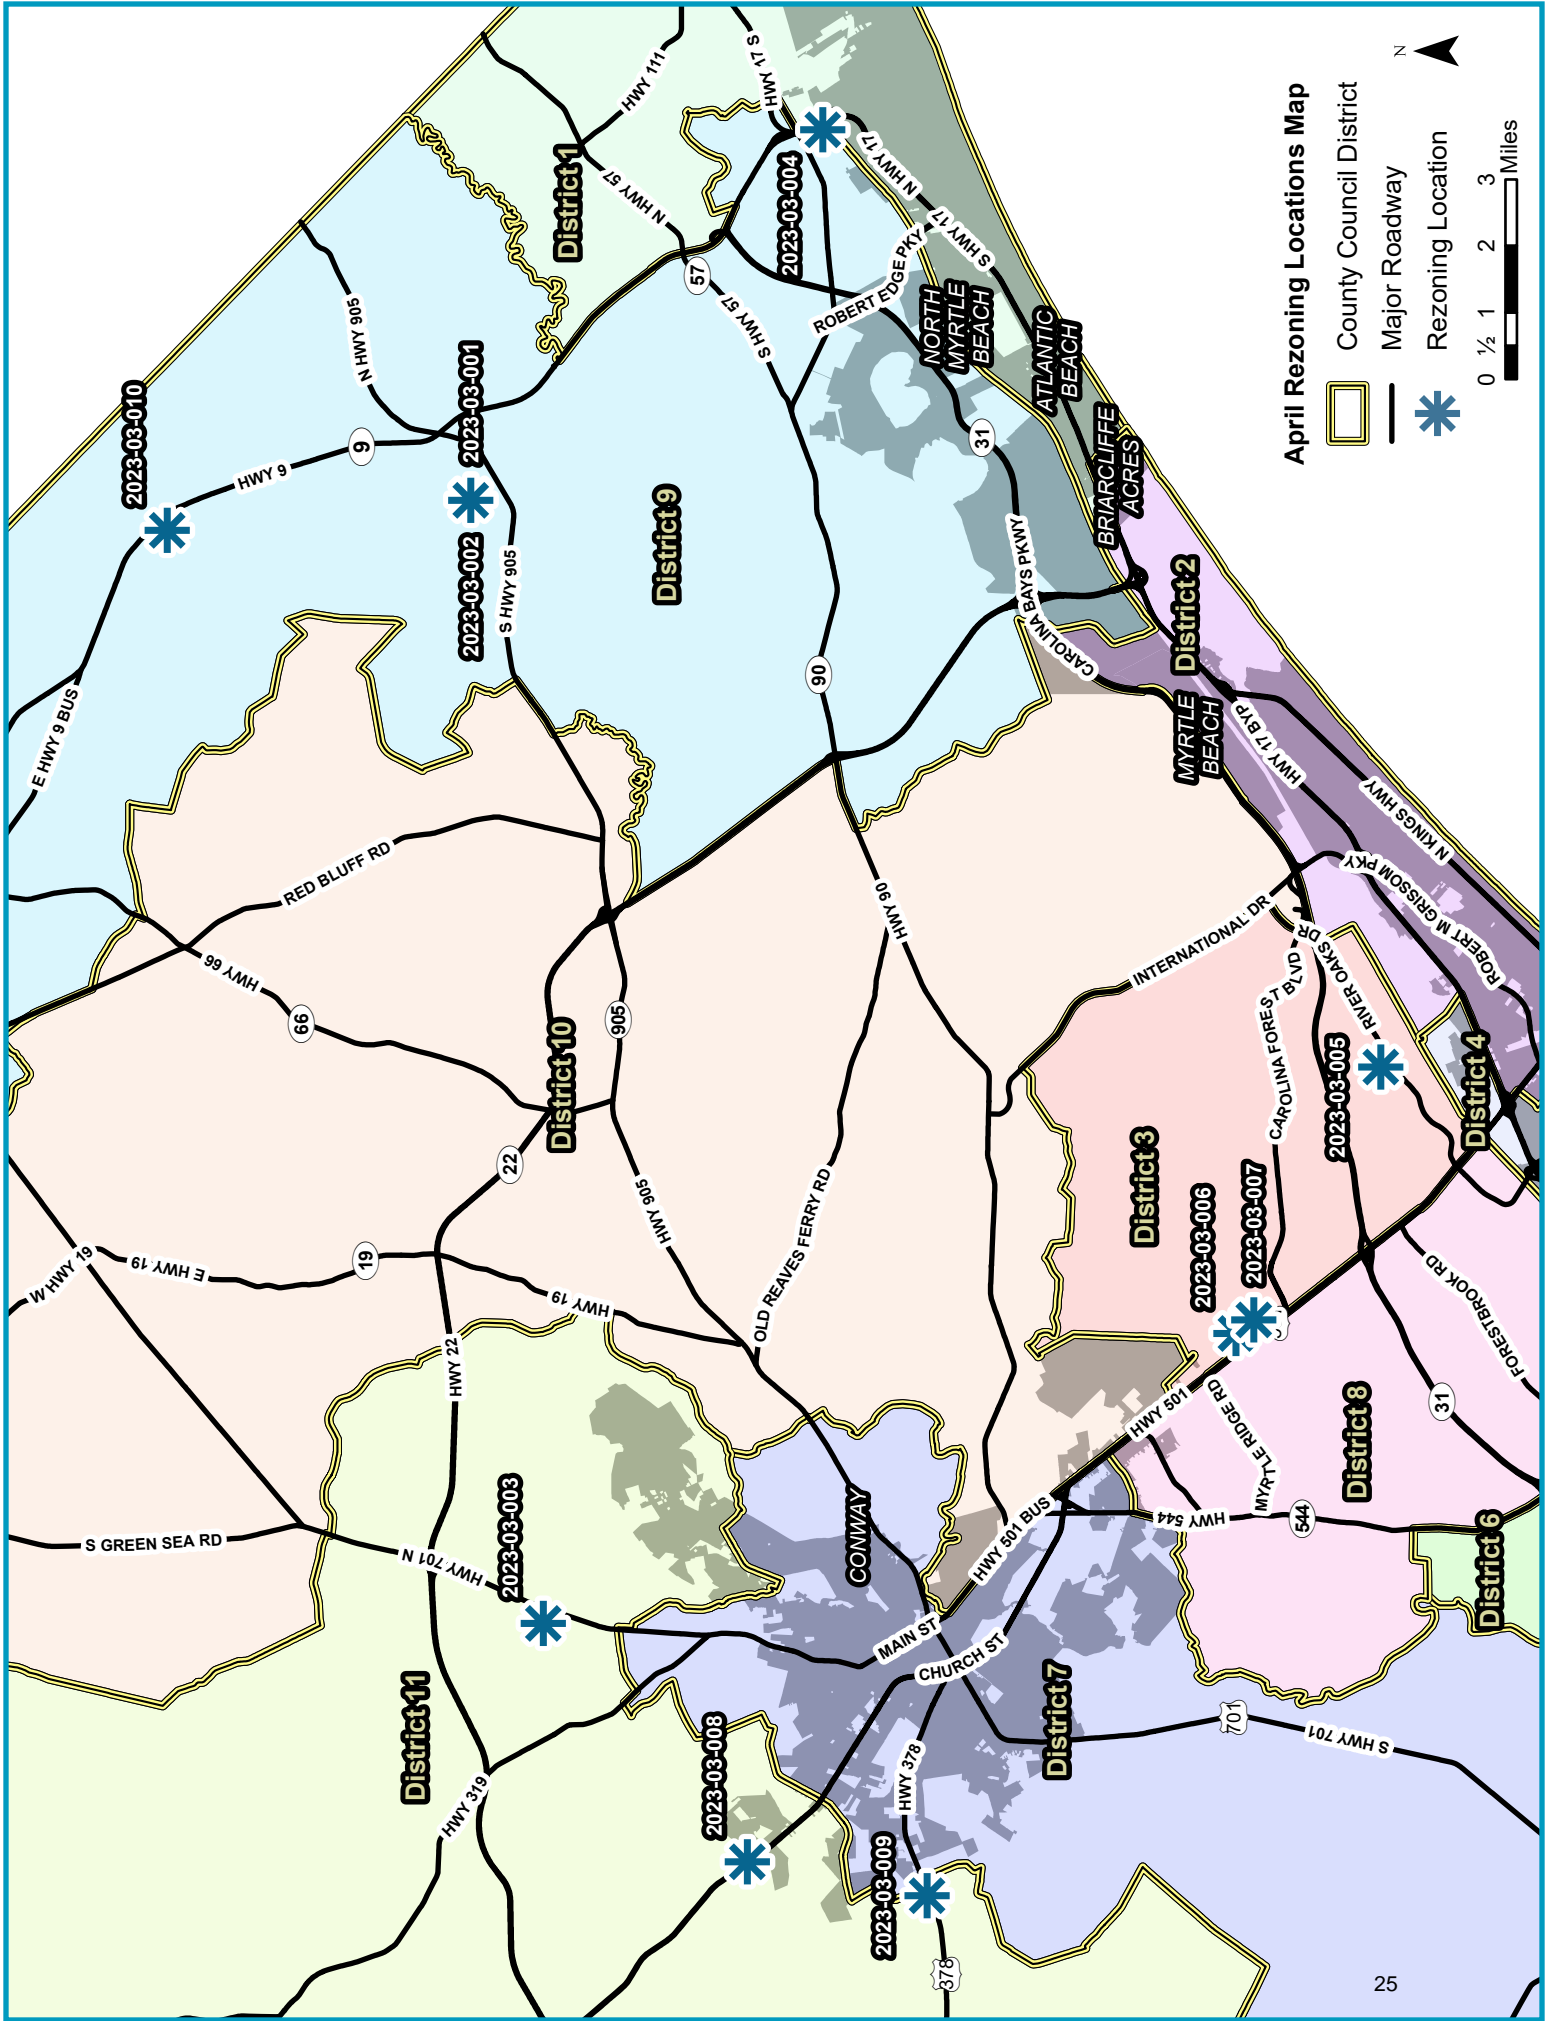 April Rezoning Locations Map
County Council District
Major Roadway
Rezoning Location
0 ½ 1 2 3
Miles
N
2023-03-010
HWY 9
9
E HWY 9 BUS
N HWY 905
2023-03-001
2023-03-002
S HWY 905
District 1
HWY 111
N HWY 57
57
S HWY 57
HWY 17 S
2023-03-004
N HWY 17
S HWY 17
ROBERT EDGE PKY
NORTH
MYRTLE
BEACH
ATLANTIC
BEACH
BRIARCLIFFE
ACRES
31
CAROLINA BAYS PKWY
District 9
90
District 2
MYRTLE
BEACH
HWY 17 BYP
N KINGS HWY
ROBERT M GRISSOM PKY
RED BLUFF RD
HWY 66
66
HWY 90
905
District 10
22
INTERNATIONAL DR
CAROLINA FOREST
BLVD
RIVER OAKS DR
2023-03-005
District 4
District 3
2023-03-006
2023-03-007
W HWY 19
E HWY 19
19
HWY 19
HWY 905
OLD REAVES FERRY RD
HWY 22
FORESTBROOK RD
31
District 8
HWY 501
MYRTLE RIDGE RD
HWY 544
544
District 6
S GREEN SEA RD
HWY 701 N
2023-03-003
CONWAY
HWY 501 BUS
MAIN ST
CHURCH ST
District 7
701
S HWY 701
District 11
HWY 319
2023-03-008
HWY 378
2023-03-009
378
25